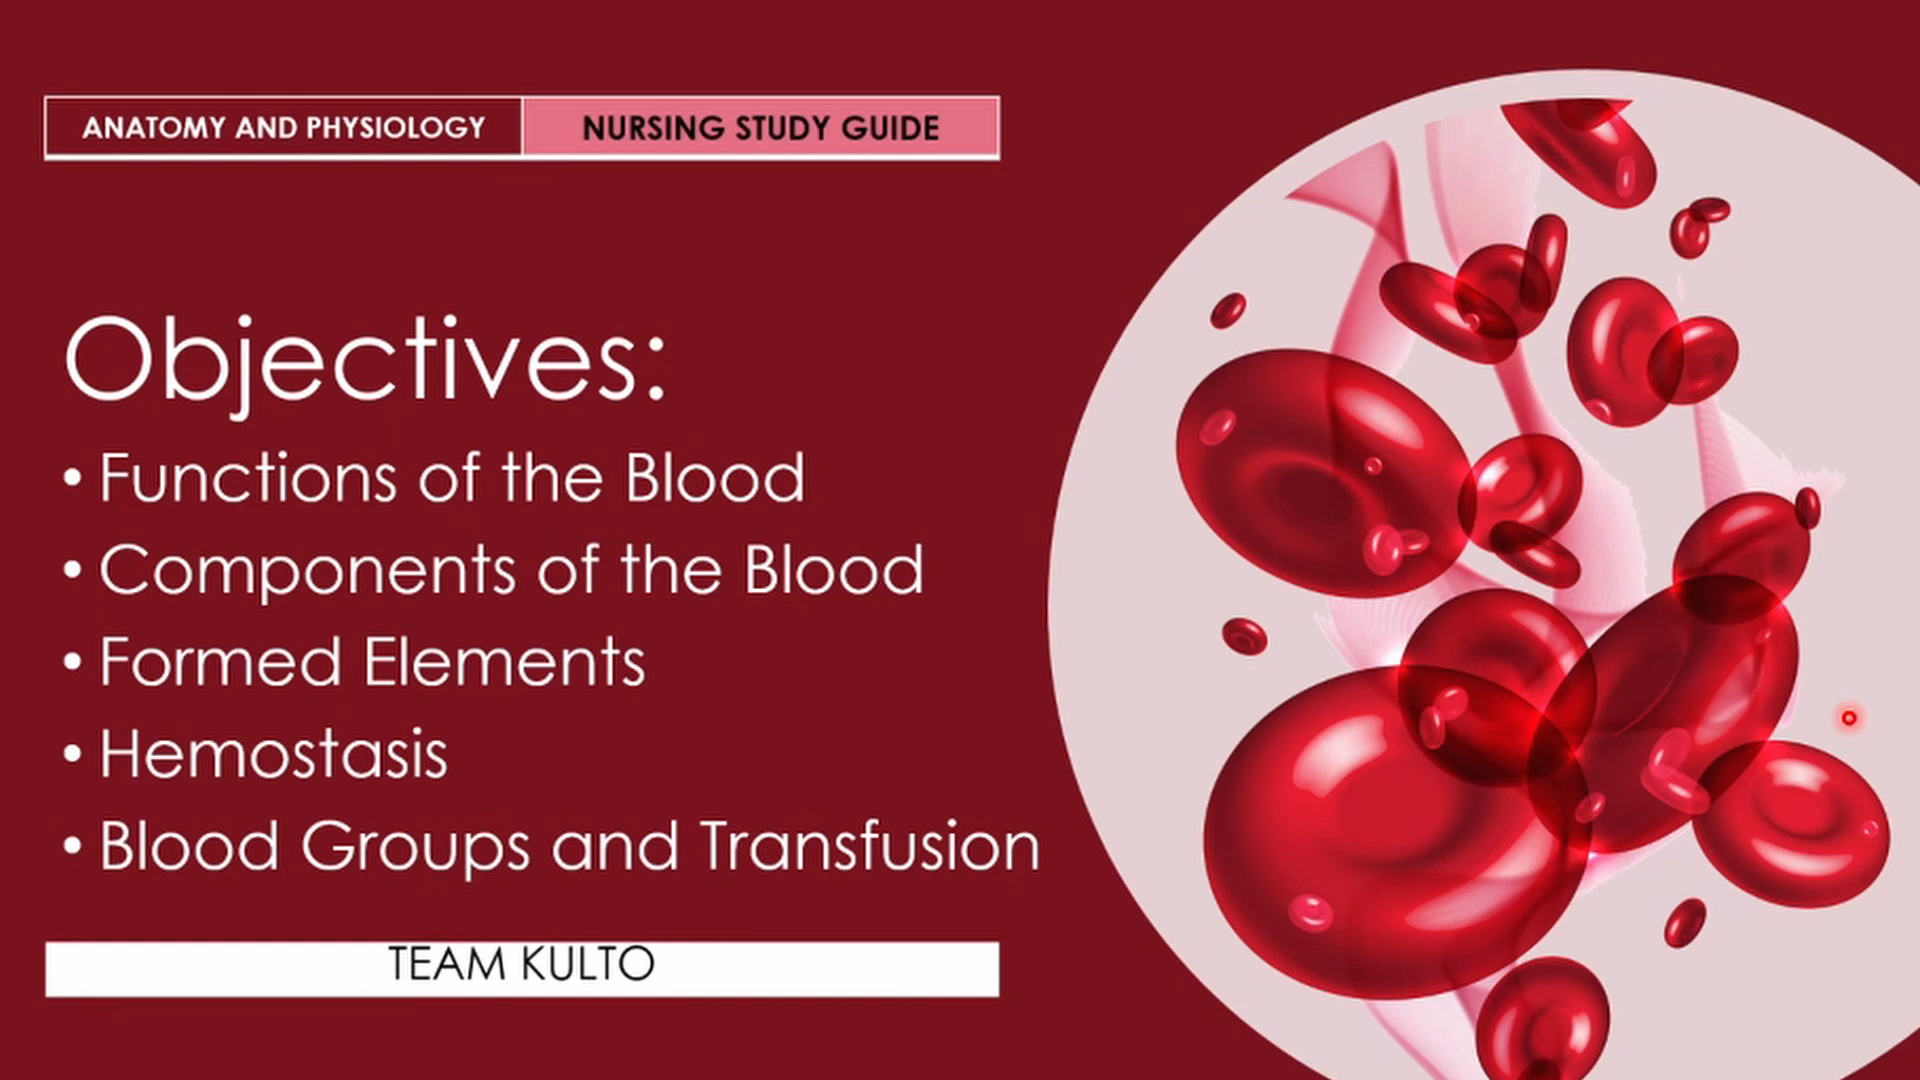 ANATOMY AND PHYSIOLOGY
NURSING STUDY GUIDE
Objectives:
• Functions of the Blood
• Components of the Blood
• Formed Elements
• Hemostasis
• Blood Groups and Transfusion
TEAM KULTO